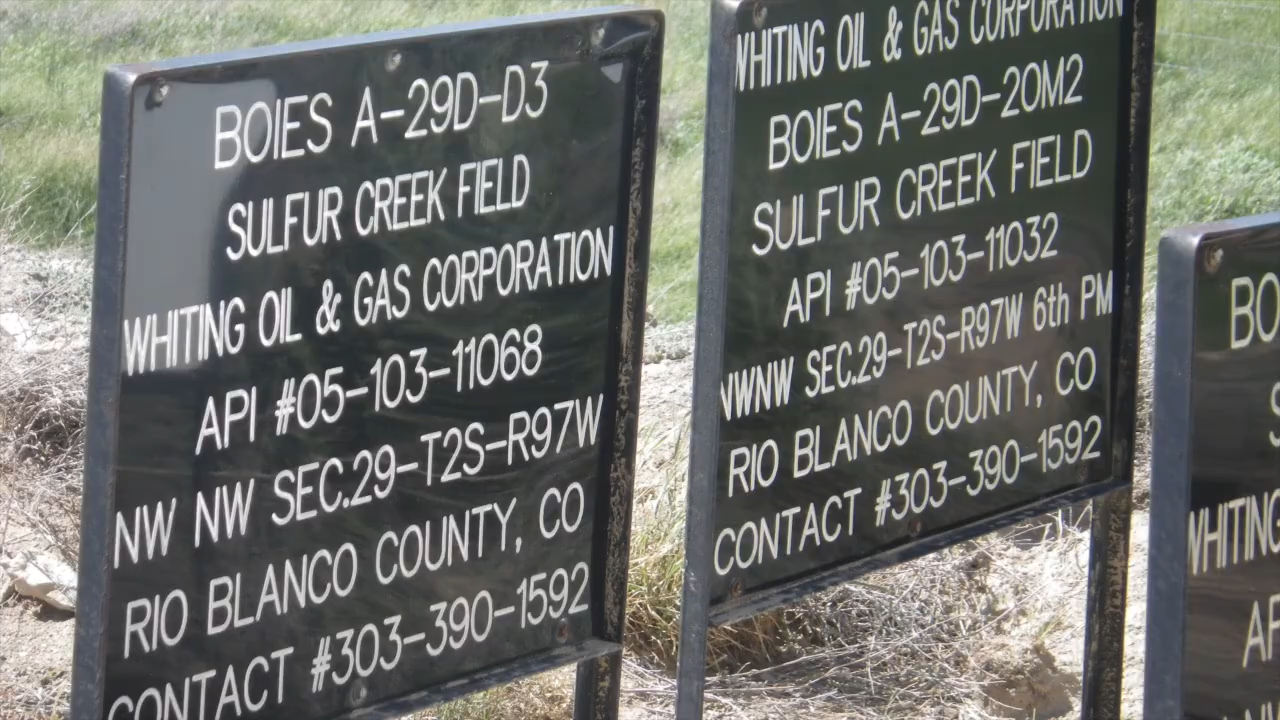 BOIES A-29D-D3
SULFUR CREEK FIELD
WHITING OIL & GAS CORPORATION
API #05-103-11068
NW NW SEC.29-T2S-R97W
RIO BLANCO COUNTY, CO
CONTACT #303-390-1592
WHITING OIL & GAS CORPORATION
BOIES A-29D-20M2
SULFUR CREEK FIELD
API #05-103-11032
NWNW SEC.29-T2S-R97W 6th PM
RIO BLANCO COUNTY, CO
CONTACT #303-390-1592
BO
S
WHITING
AP